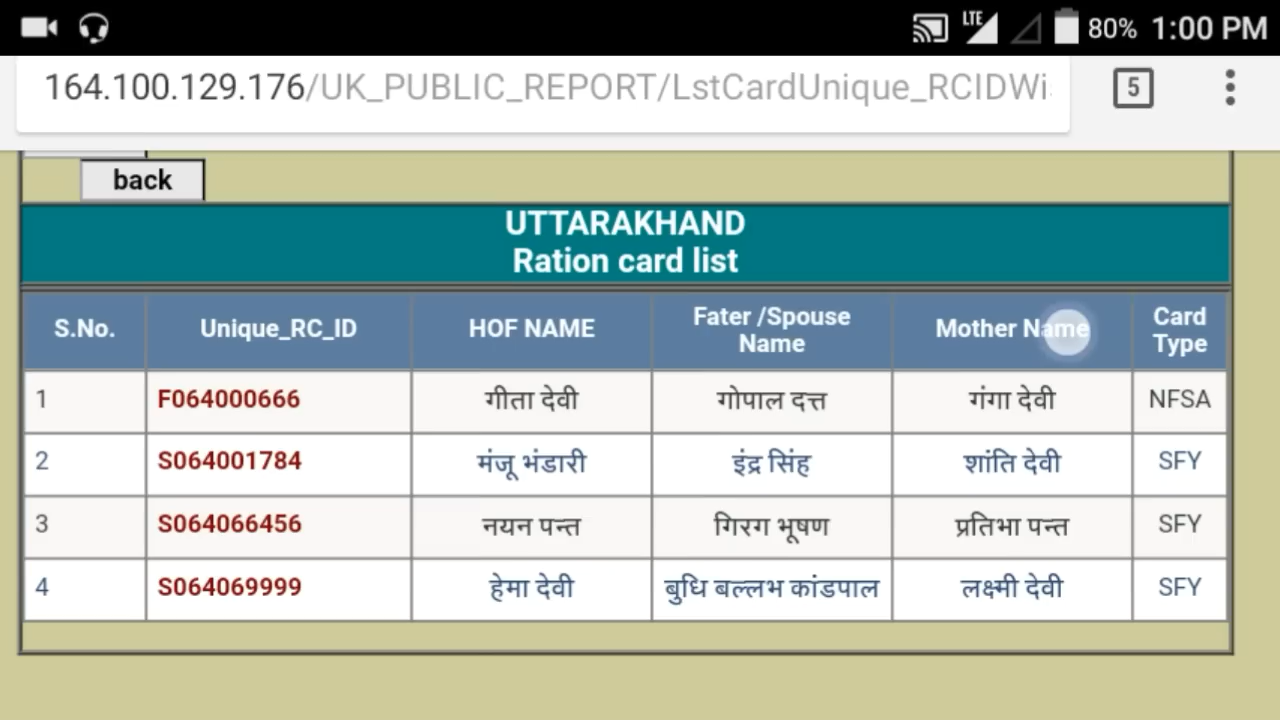 LTE 80% 1:00 PM
164.100.129.176/UK_PUBLIC_REPORT/LstCardUnique_RCIDWi 5
back
UTTARAKHAND
Ration card list
S.No. Unique_RC_ID HOF NAME Fater /Spouse Name Mother Name Card Type
1 F064000666 गीता देवी गोपाल दत्त गंगा देवी NFSA
2 S064001784 मंजू भंडारी इंद्र सिंह शांति देवी SFY
3 S064066456 नयन पन्त गिरग भूषण प्रतिभा पन्त SFY
4 S064069999 हेमा देवी बुधि बल्लभ कांडपाल लक्ष्मी देवी SFY